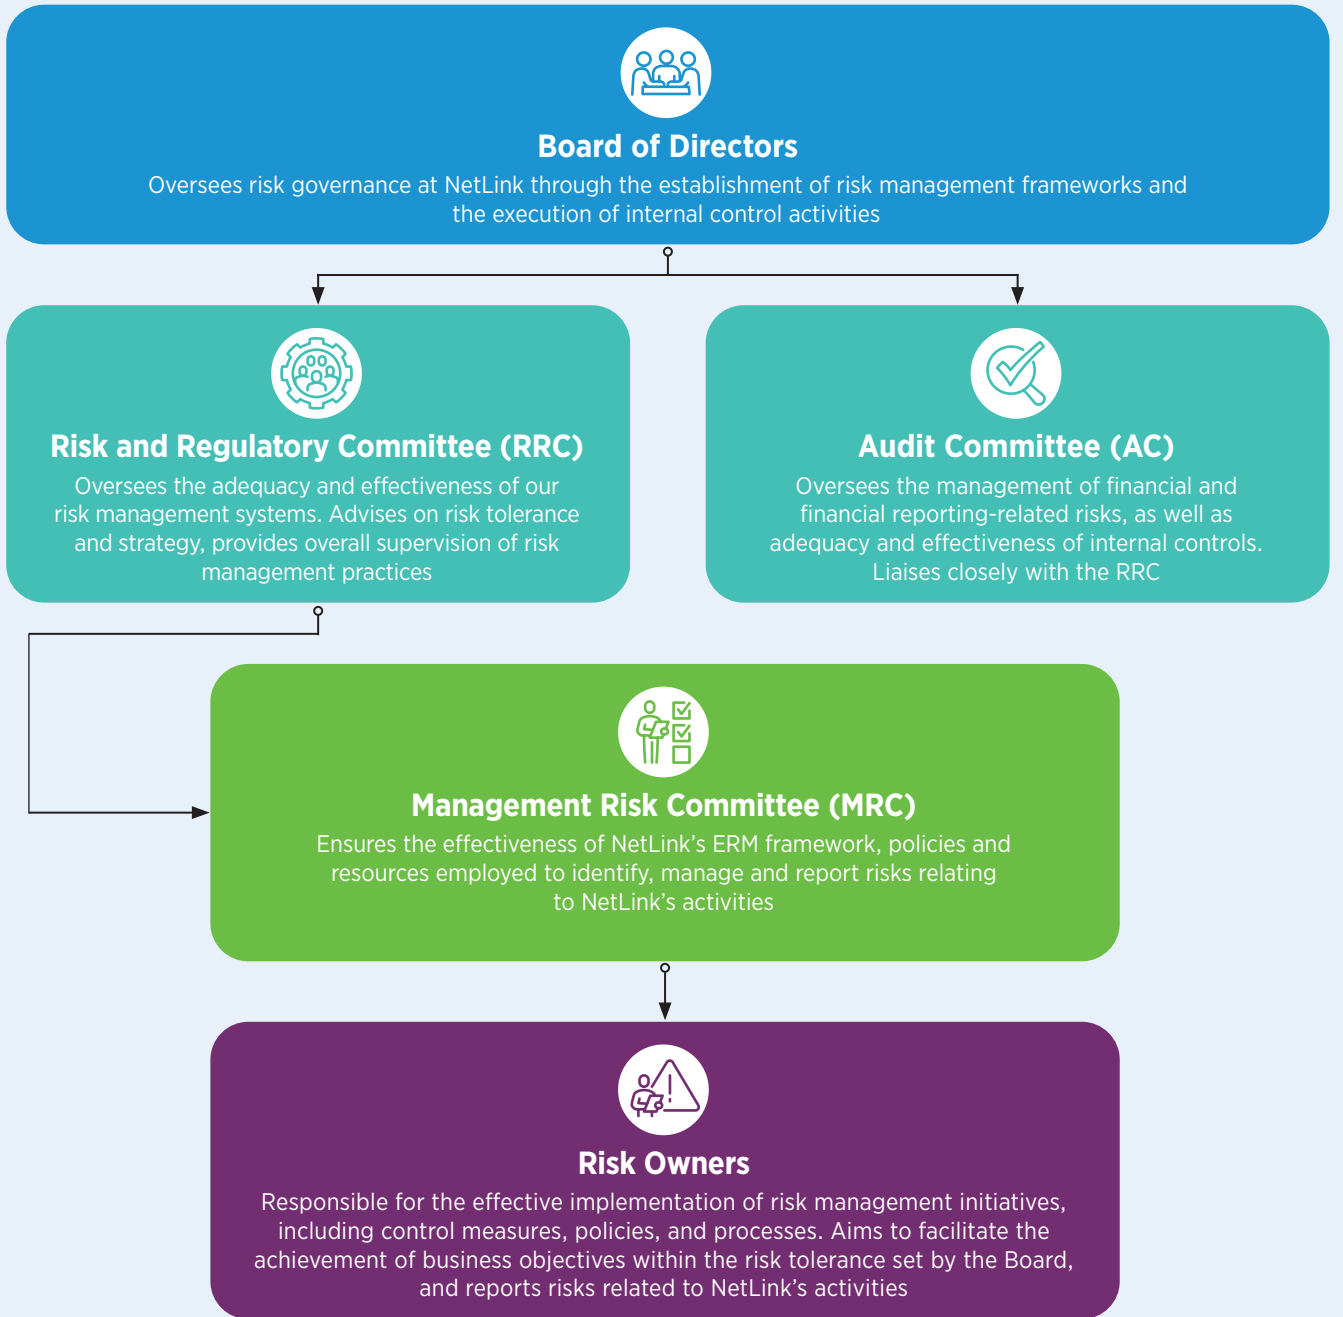 Board of Directors
Oversees risk governance at NetLink through the establishment of risk management frameworks and
the execution of internal control activities
Risk and Regulatory Committee (RRC)
Oversees the adequacy and effectiveness of our
risk management systems. Advises on risk tolerance
and strategy, provides overall supervision of risk
management practices
Audit Committee (AC)
Oversees the management of financial and
financial reporting-related risks, as well as
adequacy and effectiveness of internal controls.
Liaises closely with the RRC
Management Risk Committee (MRC)
Ensures the effectiveness of NetLink’s ERM framework, policies and
resources employed to identify, manage and report risks relating
to NetLink’s activities
Risk Owners
Responsible for the effective implementation of risk management initiatives,
including control measures, policies, and processes. Aims to facilitate the
achievement of business objectives within the risk tolerance set by the Board,
and reports risks related to NetLink’s activities